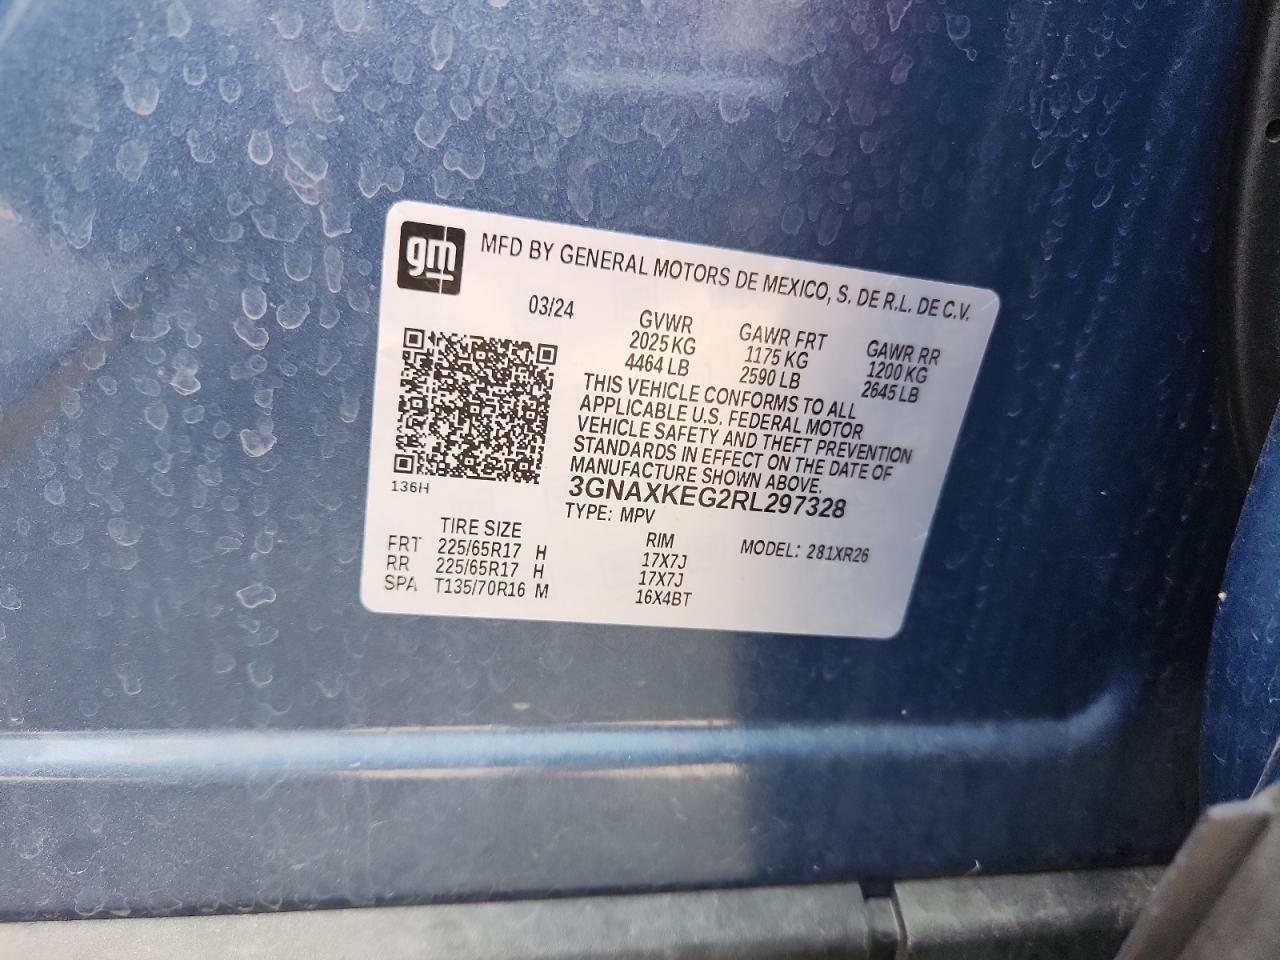 gm
MFD BY GENERAL MOTORS DE MEXICO, S. DE R.L. DE C.V.
03/24
GVWR GAWR FRT GAWR RR
2025 KG 1175 KG 1200 KG
4464 LB 2590 LB 2645 LB
THIS VEHICLE CONFORMS TO ALL
APPLICABLE U.S. FEDERAL MOTOR
VEHICLE SAFETY AND THEFT PREVENTION
STANDARDS IN EFFECT ON THE DATE OF
MANUFACTURE SHOWN ABOVE.
136H
3GNAXKEG2RL297328
TYPE: MPV
TIRE SIZE RIM MODEL: 281XR26
FRT 225/65R17 H 17X7J
RR 225/65R17 H 17X7J
SPA T135/70R16 M 16X4BT